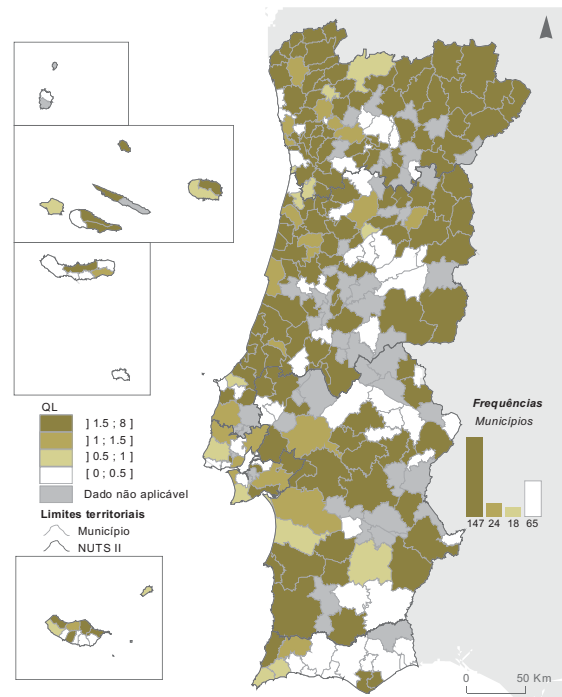 QL
] 1.5 ; 8 ]
] 1 ; 1.5 ]
] 0.5 ; 1 ]
[ 0 ; 0.5 ]
Dado não aplicável
Limites territoriais
Município
NUTS II
Frequências
Municípios
147 24 18 65
0 50 Km